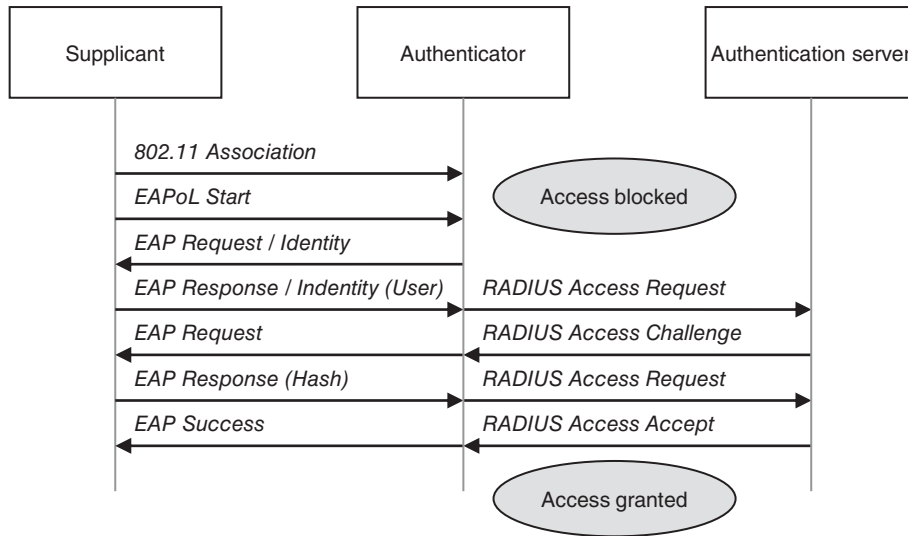 Supplicant
Authenticator
Authentication server
802.11 Association
EAPoL Start
Access blocked
EAP Request / Identity
EAP Response / Indentity (User)
RADIUS Access Request
EAP Request
RADIUS Access Challenge
EAP Response (Hash)
RADIUS Access Request
EAP Success
RADIUS Access Accept
Access granted